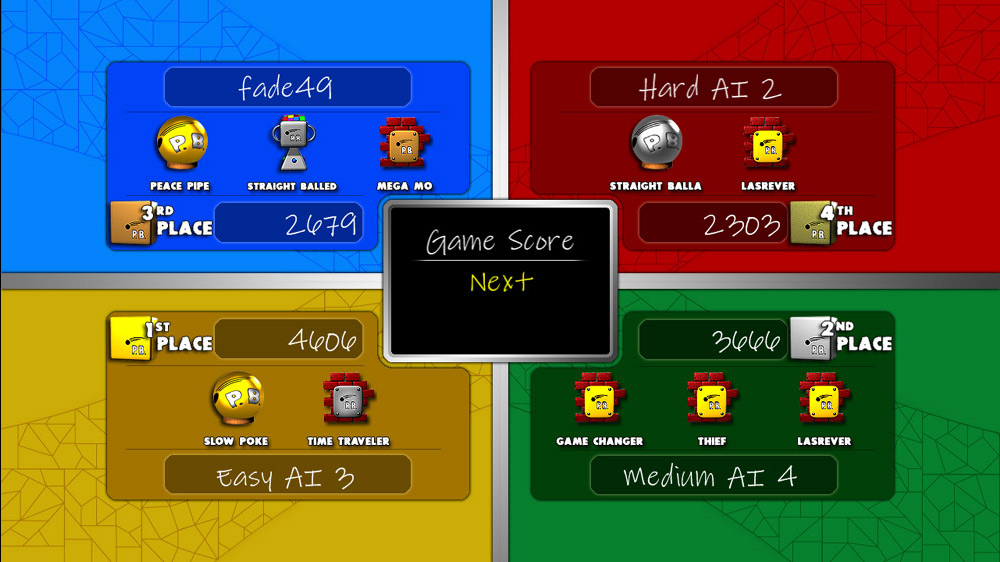 fade49
P.B
P.B.
P.B
PEACE PIPE
STRAIGHT BALLED
MEGA MO
3RD PLACE
P.B.
2679
Hard AI 2
P.B
P.B.
STRAIGHT BALLA
LASREVER
2303
4TH PLACE
P.B.
Game Score
Next
1ST PLACE
P.B.
4606
P.B
P.B.
SLOW POKE
TIME TRAVELER
Easy AI 3
3666
2ND PLACE
P.B.
P.B.
P.B.
P.B.
GAME CHANGER
THIEF
LASREVER
Medium AI 4